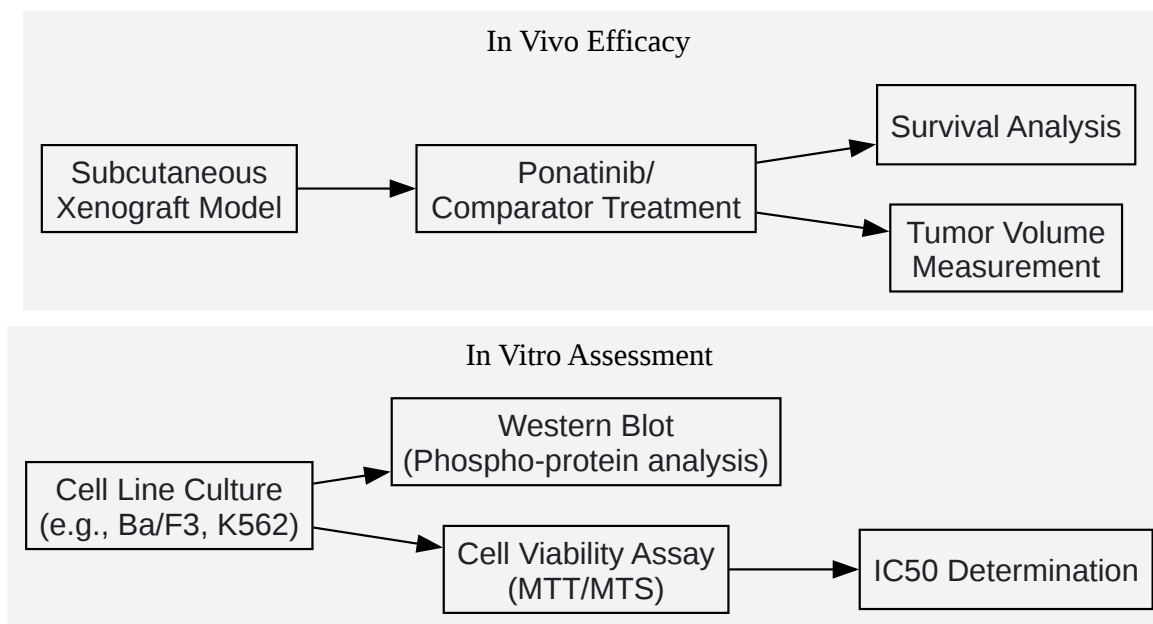 In Vivo Efficacy
Subcutaneous
Xenograft Model
Ponatinib/
Comparator Treatment
Survival Analysis
Tumor Volume
Measurement
In Vitro Assessment
Cell Line Culture
(e.g., Ba/F3, K562)
Western Blot
(Phospho-protein analysis)
Cell Viability Assay
(MTT/MTS)
IC50 Determination